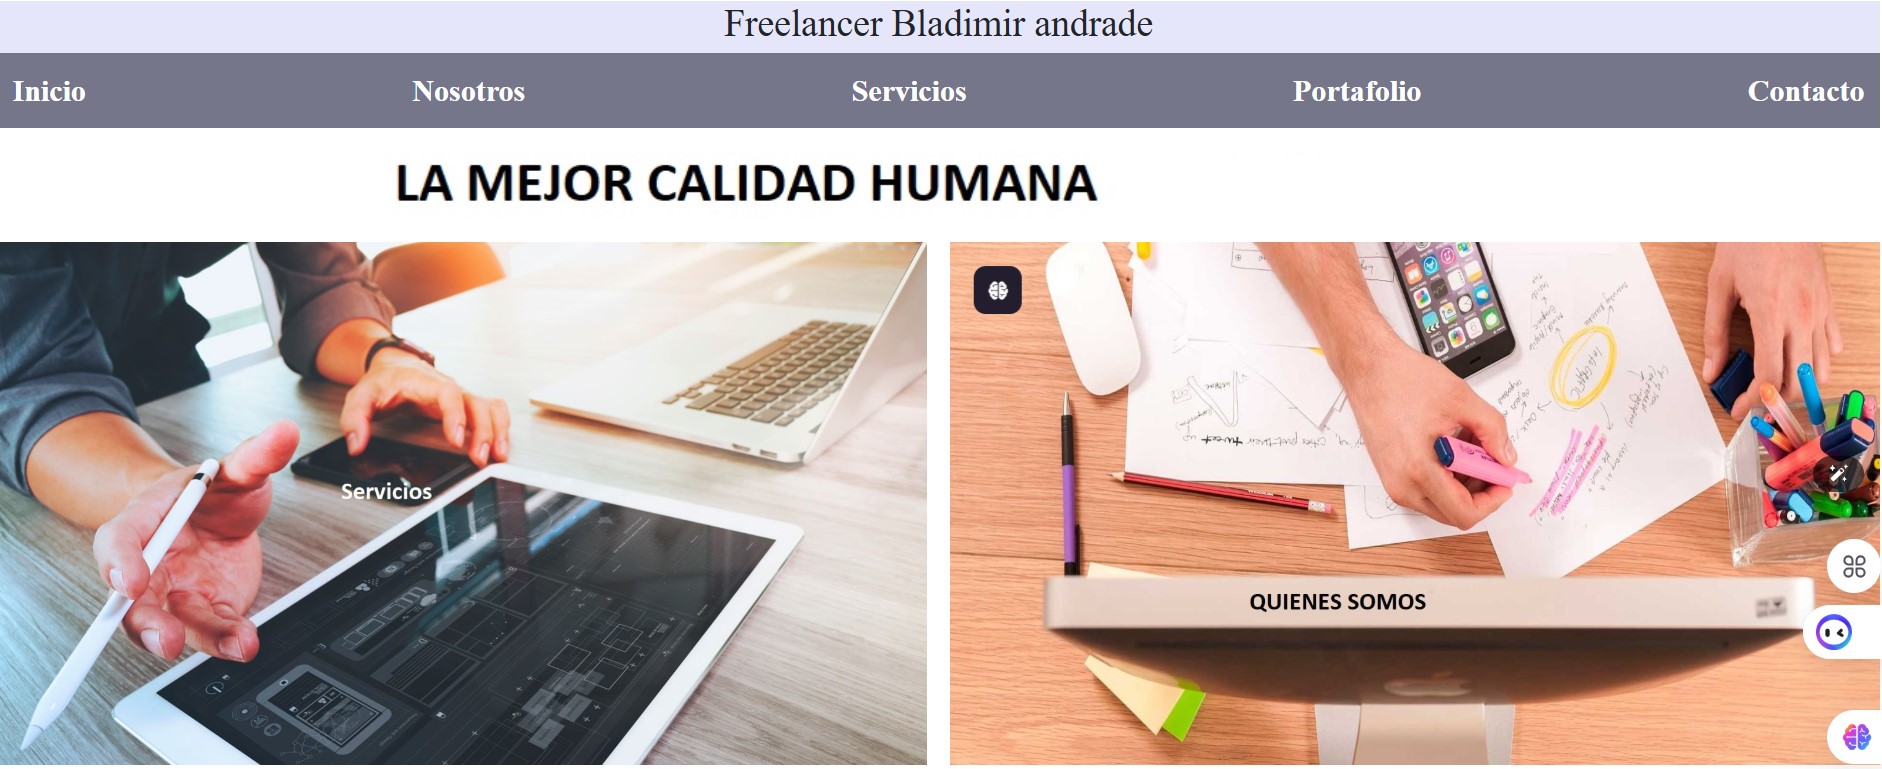 Freelancer Bladimir andrade
Inicio Nosotros Servicios Portafolio Contacto
LA MEJOR CALIDAD HUMANA
Servicios
QUIENES SOMOS